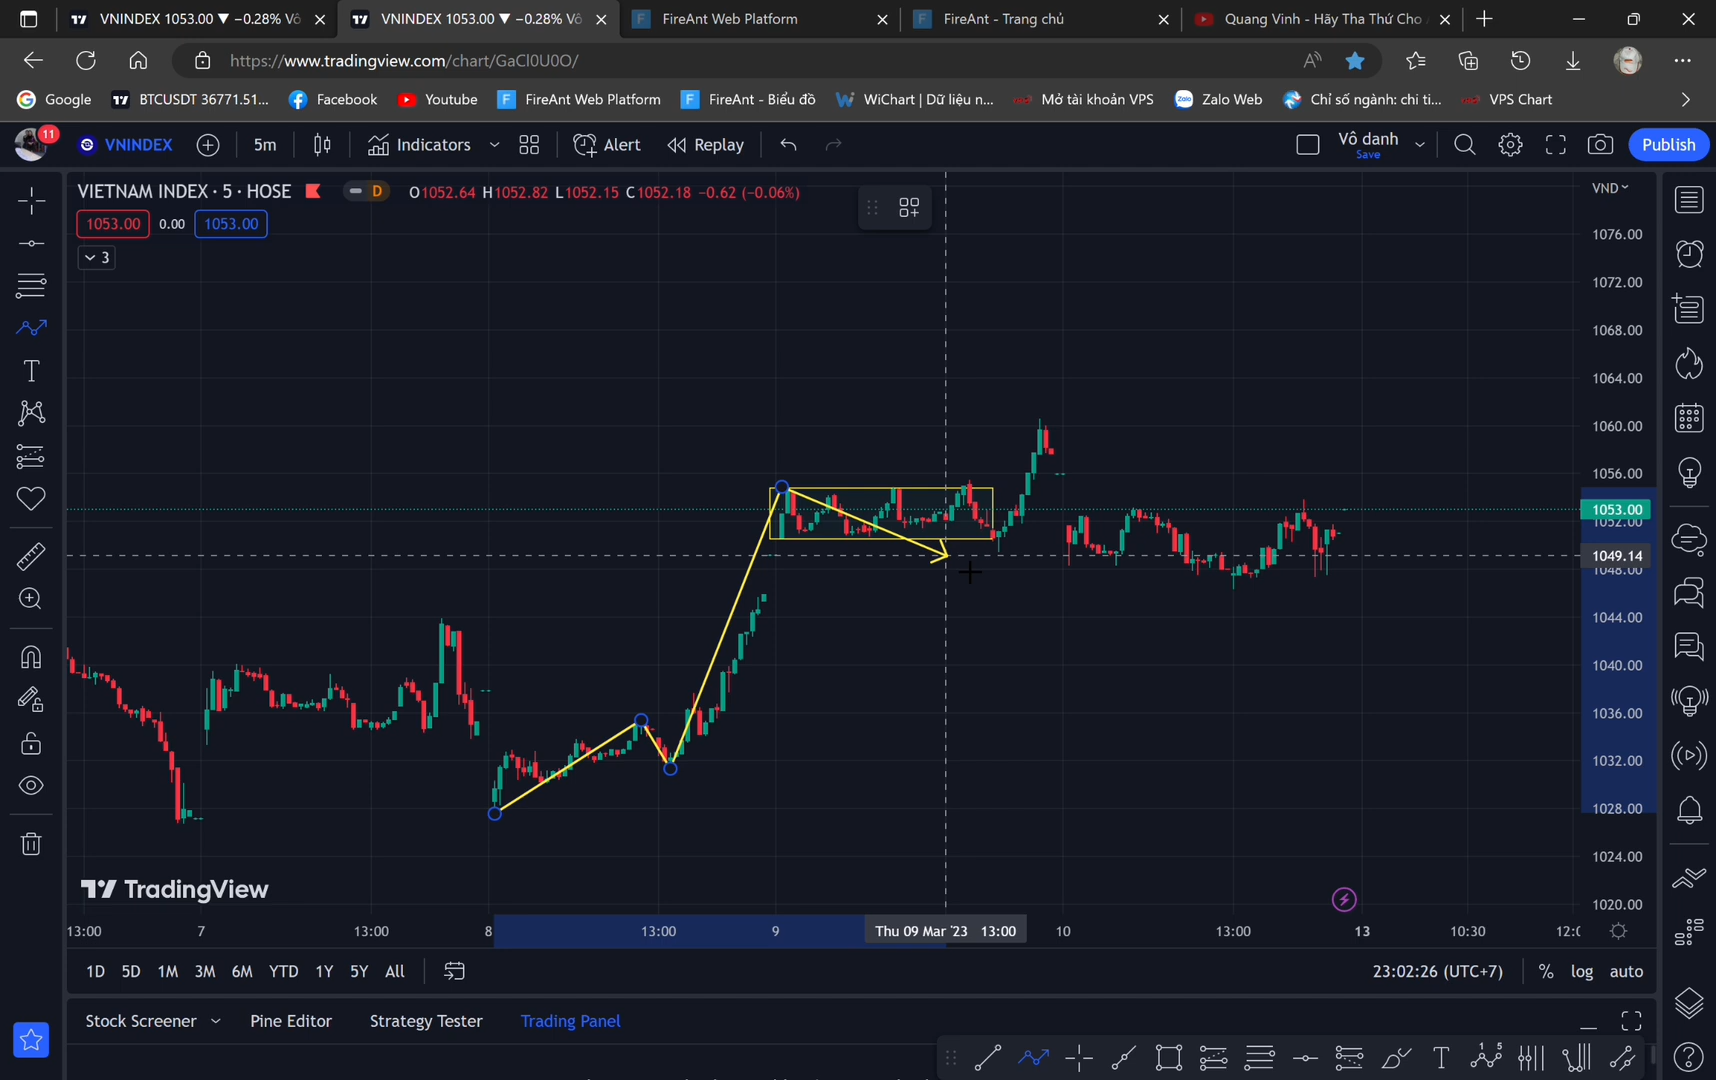 VNINDEX 1053.00 ▼ −0.28% Vô
VNINDEX 1053.00 ▼ −0.28% Vô
FireAnt Web Platform
FireAnt - Trang chủ
Quang Vinh - Hãy Tha Thứ Cho
https://www.tradingview.com/chart/GaCl0U0O/
Google
BTCUSDT 36771.51...
Facebook
Youtube
FireAnt Web Platform
FireAnt - Biểu đồ
WiChart | Dữ liệu n...
Mở tài khoản VPS
Zalo Web
Chỉ số ngành: chi ti...
VPS Chart
11
VNINDEX
5m
Indicators
Alert
Replay
Vô danh
Save
Publish
VIETNAM INDEX · 5 · HOSE
D
O1052.64 H1052.82 L1052.15 C1052.18 −0.62 (−0.06%)
VND
1053.00
0.00
1053.00
3
1076.00
1072.00
1068.00
1064.00
1060.00
1056.00
1053.00
1052.00
1049.14
1048.00
1044.00
1040.00
1036.00
1032.00
1028.00
1024.00
1020.00
TradingView
13:00
7
13:00
8
13:00
9
Thu 09 Mar '23 13:00
10
13:00
13
10:30
12:0
1D 5D 1M 3M 6M YTD 1Y 5Y All
23:02:26 (UTC+7)
%
log
auto
Stock Screener
Pine Editor
Strategy Tester
Trading Panel